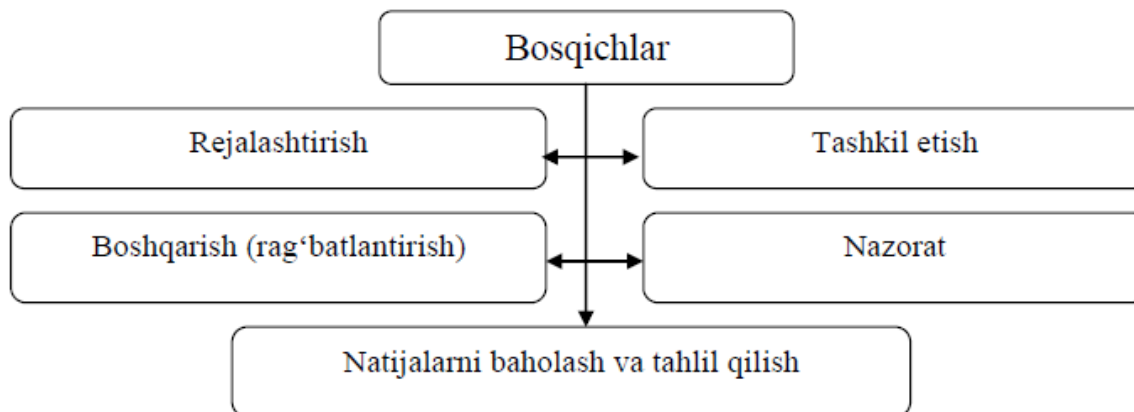 Bosqichlar
Rejalashtirish
Tashkil etish
Boshqarish (rag‘batlantirish)
Nazorat
Natijalarni baholash va tahlil qilish